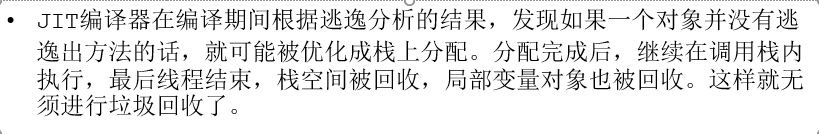 • JIT编译器在编译期间根据逃逸分析的结果，发现如果一个对象并没有逃
逸出方法的话，就可能被优化成栈上分配。分配完成后，继续在调用栈内
执行，最后线程结束，栈空间被回收，局部变量对象也被回收。这样就无
须进行垃圾回收了。